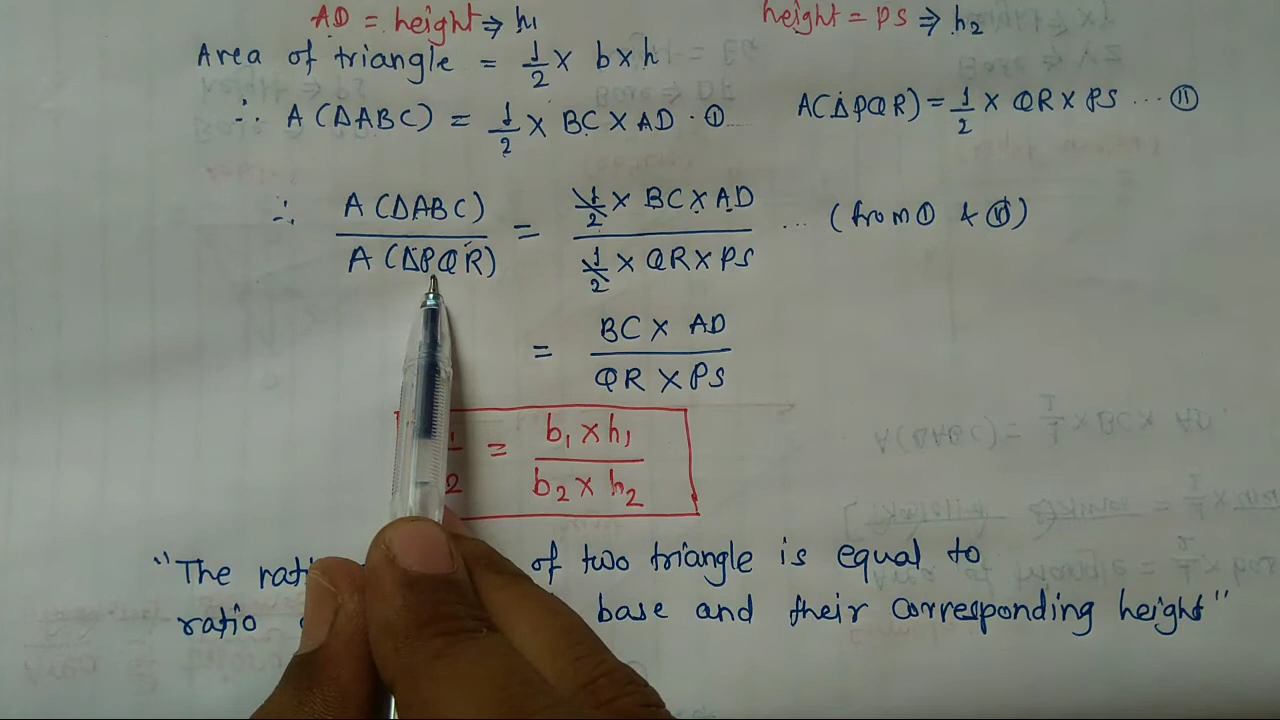 AD = height ⇒ h₁ height = PS ⇒ h₂
Area of triangle = 1/2 × b×h
∴ A(ΔABC) = 1/2 × BC × AD · ① A(ΔPQR) = 1/2 × QR × PS ... ⑪
∴ A(ΔABC) / A(ΔPQR) = 1/2 × BC × AD / 1/2 × QR × PS ... (from ① & ⑪)
= BC × AD / QR × PS
= b₁ × h₁ / b₂ × h₂
"The of two triangle is equal to
ratio base and their corresponding height"